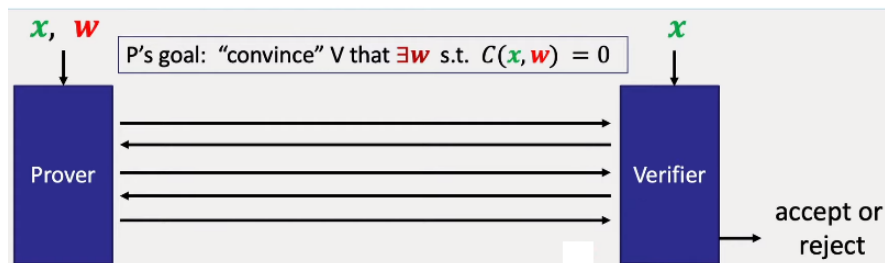 x, w
x
P's goal: "convince" V that ∃w s.t. C(x, w) = 0
Prover
Verifier
accept or
reject